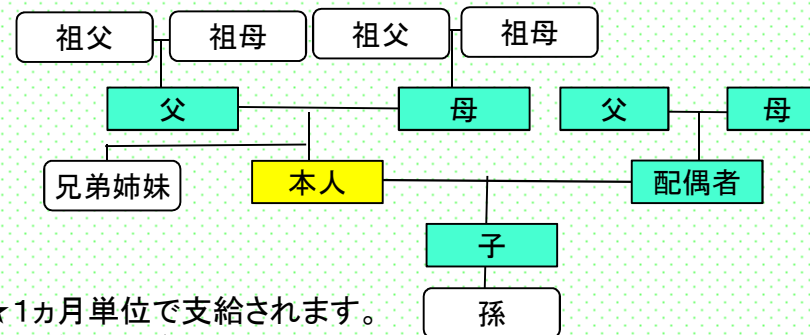 祖父 祖母 祖父 祖母
父 母 父 母
兄弟姉妹 本人 配偶者
子
★1ヵ月単位で支給されます。
孫